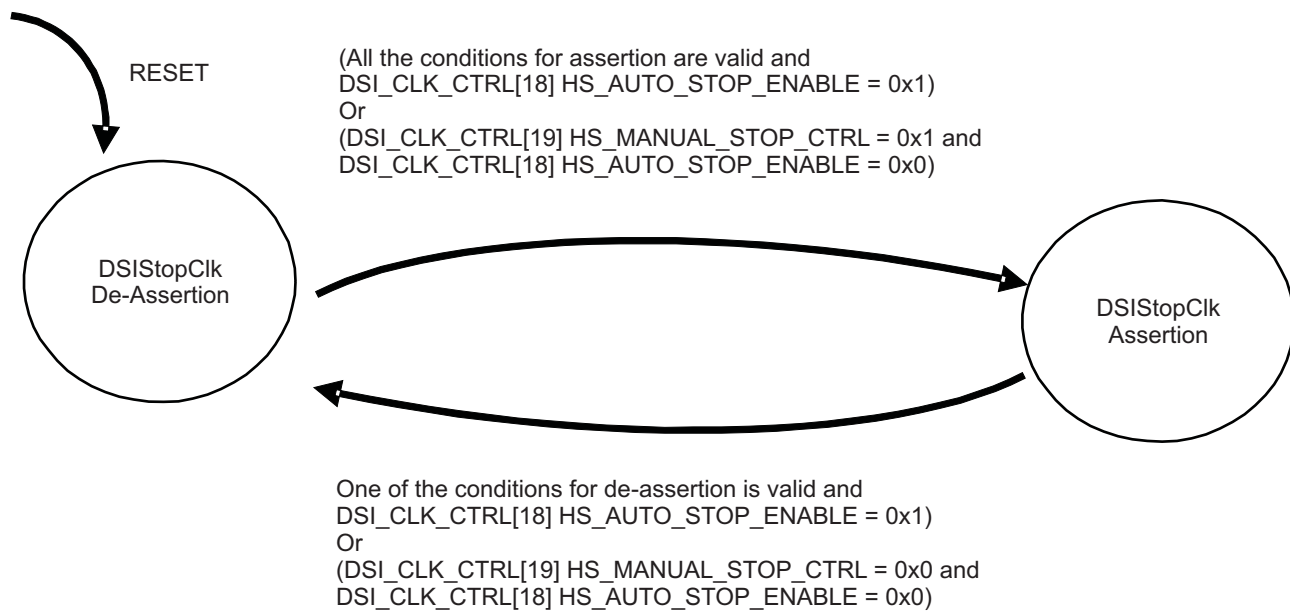 RESET
(All the conditions for assertion are valid and
DSI_CLK_CTRL[18] HS_AUTO_STOP_ENABLE = 0x1)
Or
(DSI_CLK_CTRL[19] HS_MANUAL_STOP_CTRL = 0x1 and
DSI_CLK_CTRL[18] HS_AUTO_STOP_ENABLE = 0x0)
DSIStopClk
De-Assertion
DSIStopClk
Assertion
One of the conditions for de-assertion is valid and
DSI_CLK_CTRL[18] HS_AUTO_STOP_ENABLE = 0x1)
Or
(DSI_CLK_CTRL[19] HS_MANUAL_STOP_CTRL = 0x0 and
DSI_CLK_CTRL[18] HS_AUTO_STOP_ENABLE = 0x0)